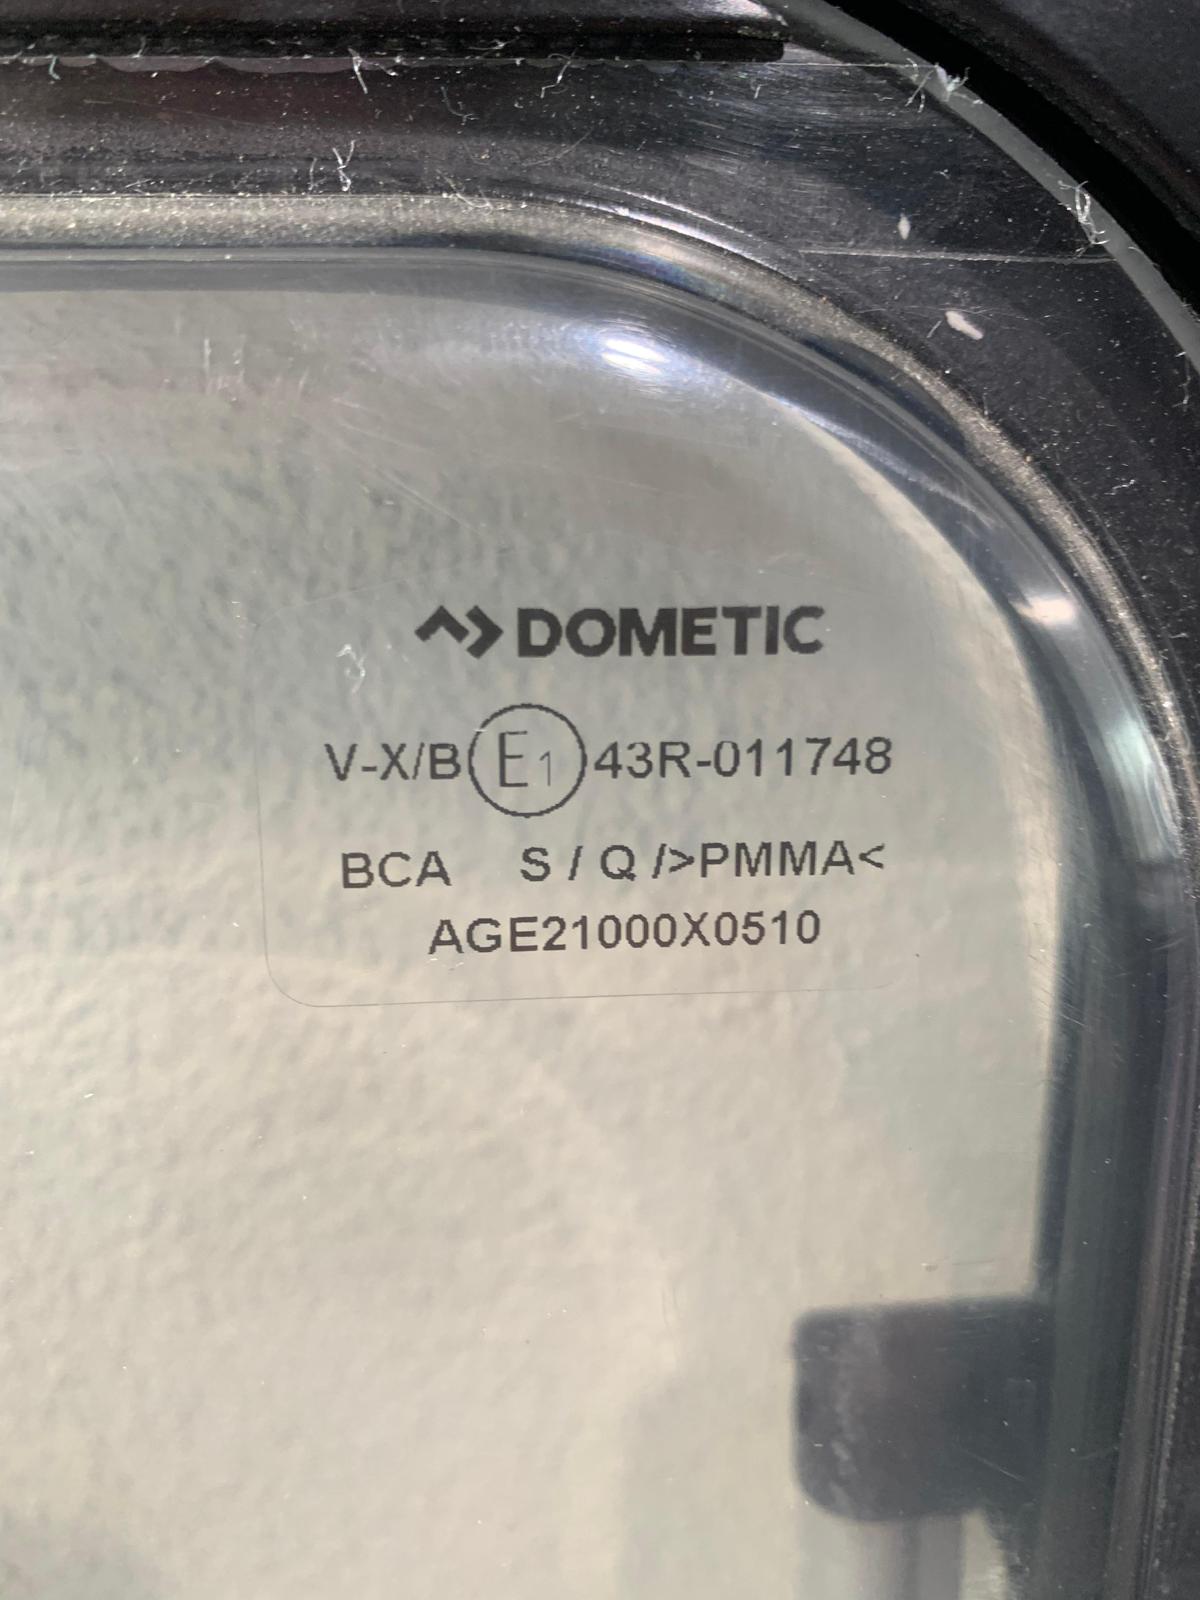 DOMETIC
V-X/B E1 43R-011748
BCA S / Q />PMMA<
AGE21000X0510